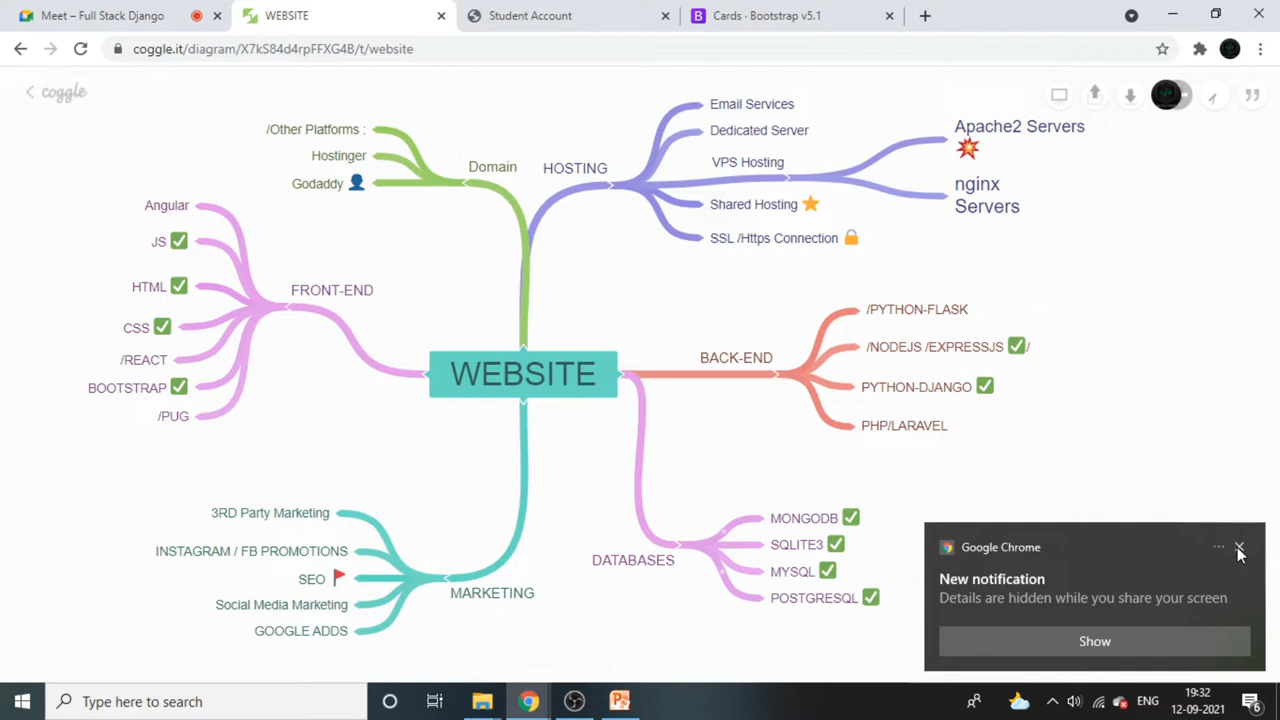 Meet – Full Stack Django
WEBSITE
Student Account
Cards · Bootstrap v5.1
coggle.it/diagram/X7kS84d4rpFFXG4B/t/website
coggle
/Other Platforms :
Hostinger
Godaddy
Domain
HOSTING
Email Services
Dedicated Server
VPS Hosting
Shared Hosting
SSL /Https Connection
Apache2 Servers
nginx
Servers
Angular
JS
HTML
CSS
/REACT
BOOTSTRAP
/PUG
FRONT-END
WEBSITE
BACK-END
/PYTHON-FLASK
/NODEJS /EXPRESSJS /
PYTHON-DJANGO
PHP/LARAVEL
3RD Party Marketing
INSTAGRAM / FB PROMOTIONS
SEO
Social Media Marketing
GOOGLE ADDS
MARKETING
DATABASES
MONGODB
SQLITE3
MYSQL
POSTGRESQL
Google Chrome
New notification
Details are hidden while you share your screen
Show
Type here to search
ENG
19:32
12-09-2021
6